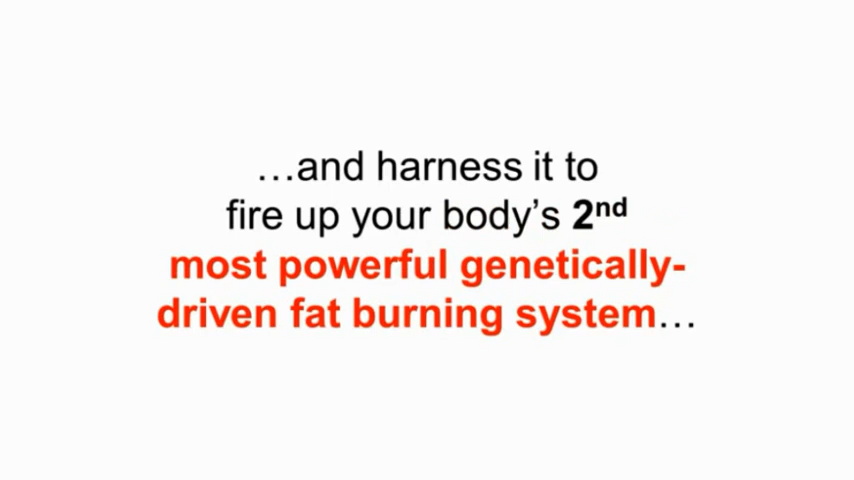 …and harness it to
fire up your body’s 2nd
most powerful genetically-
driven fat burning system…